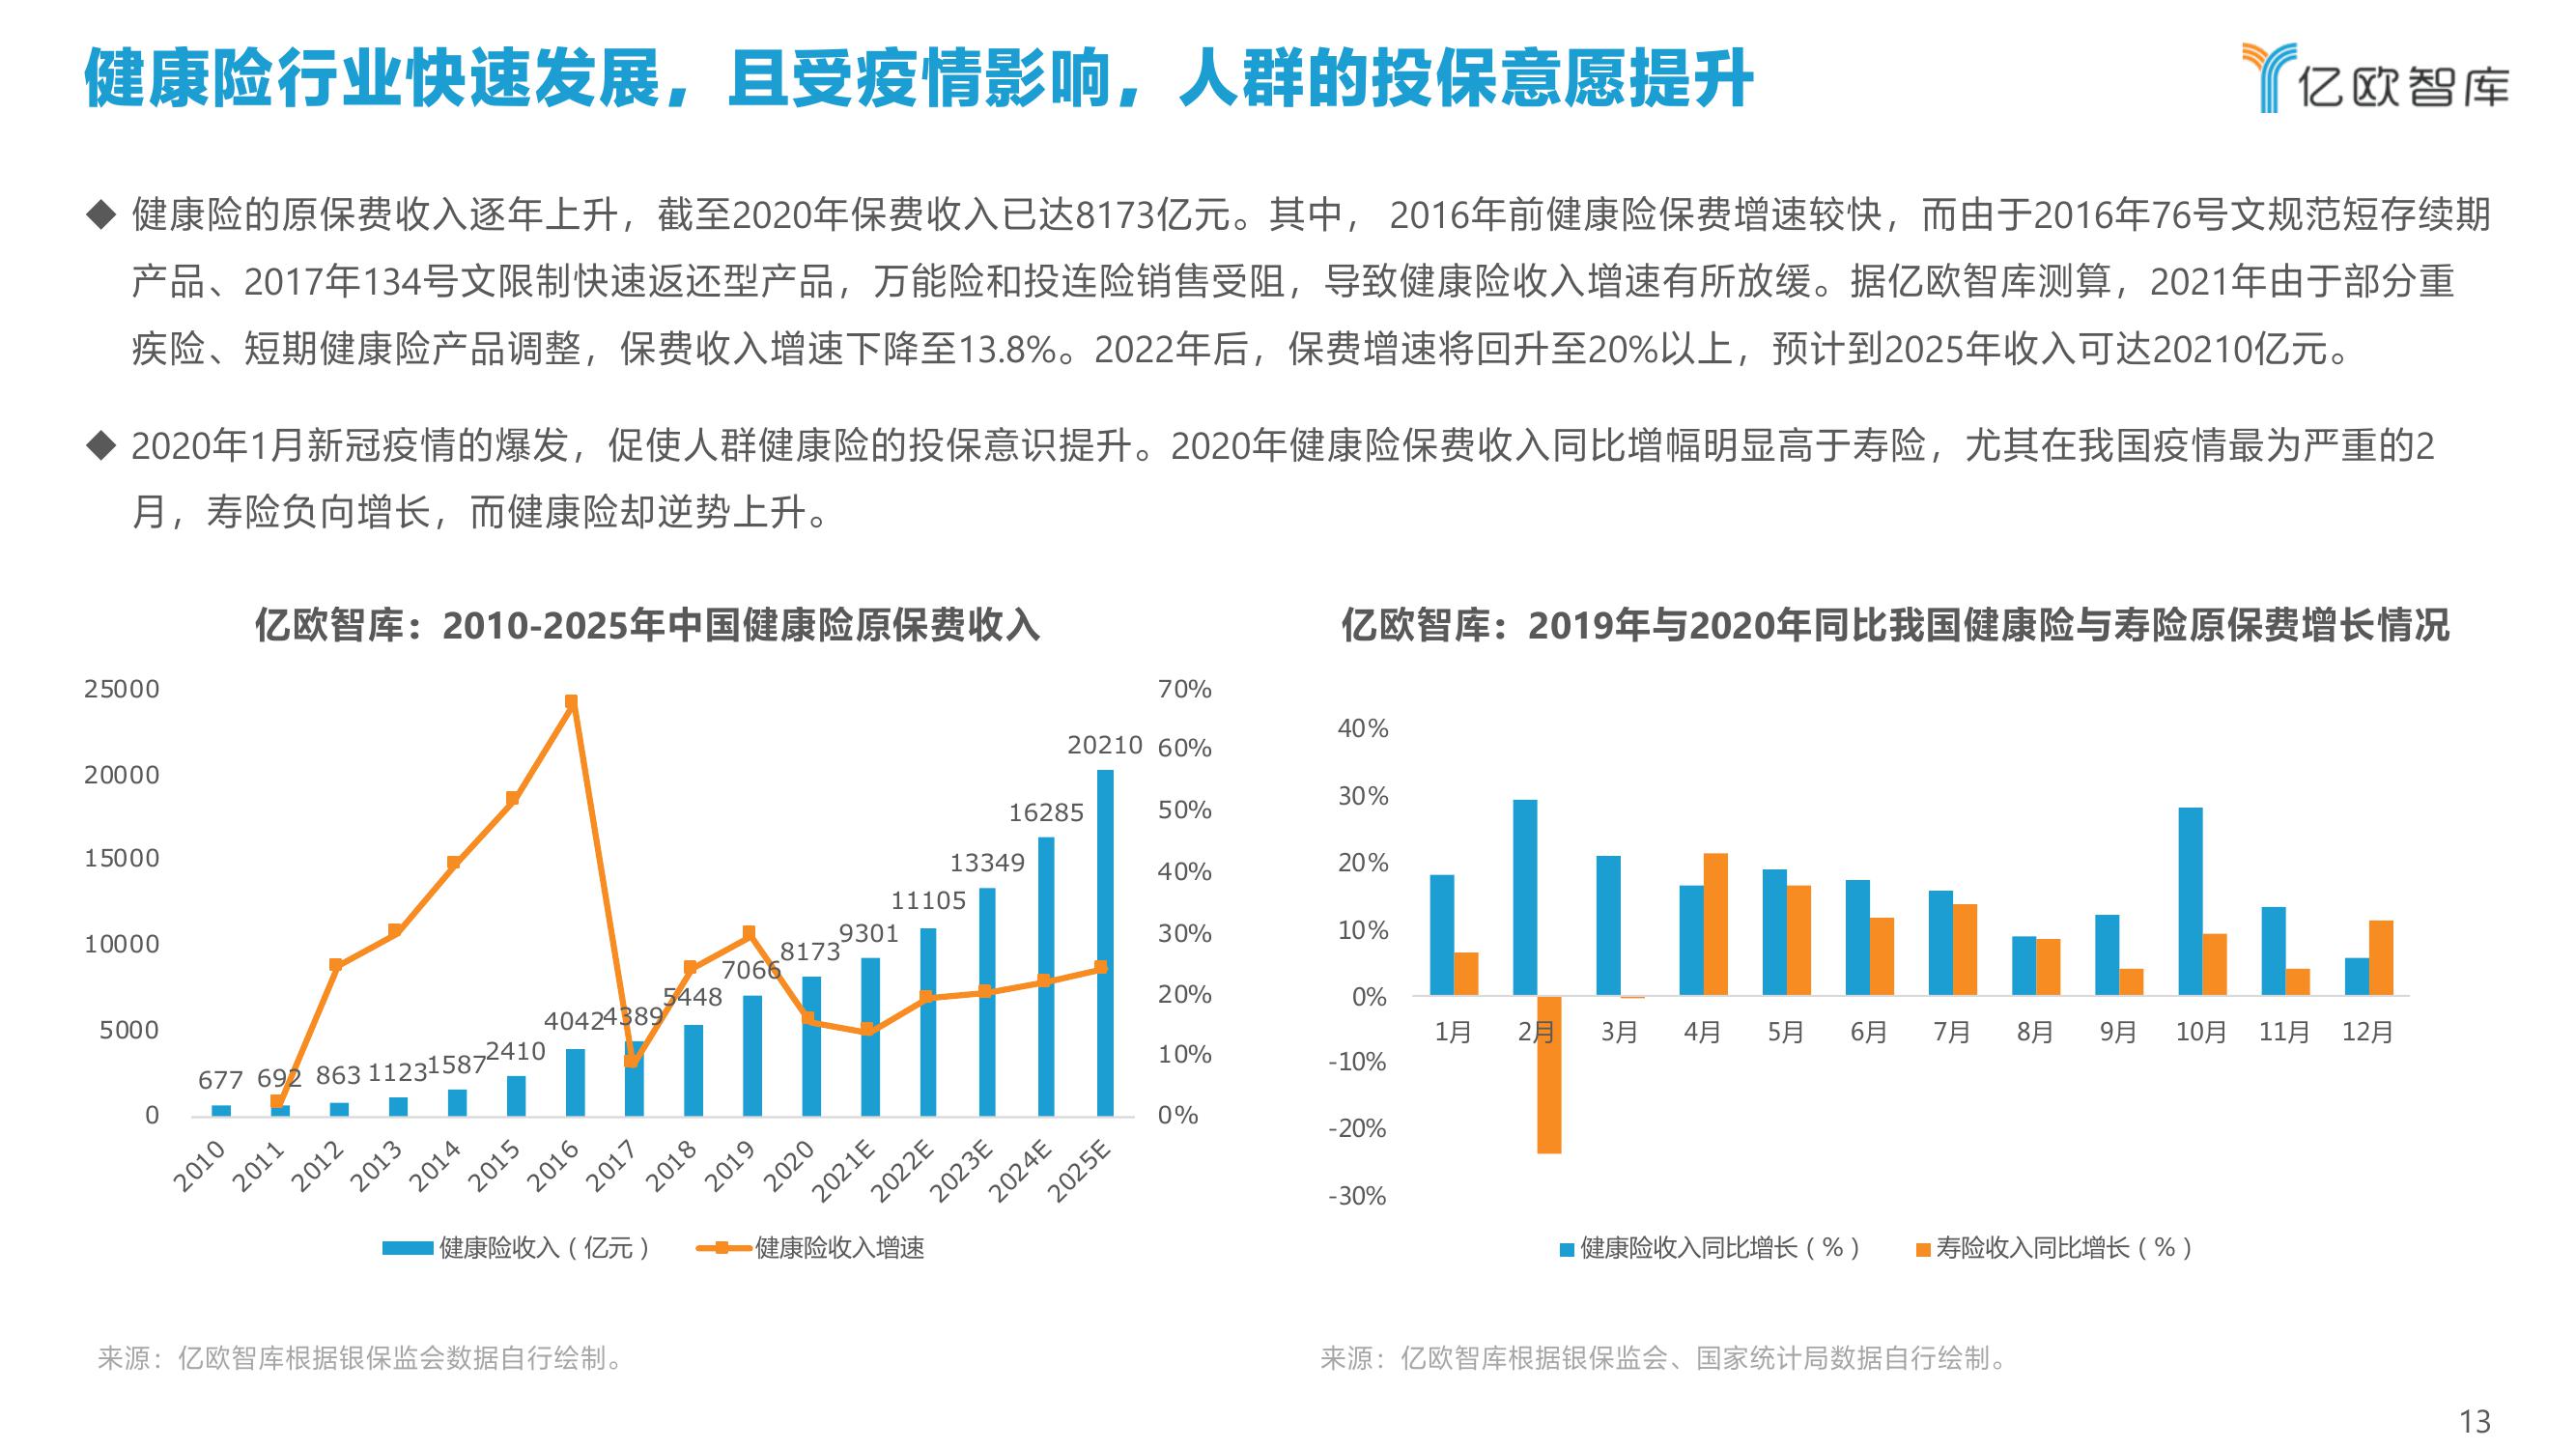 健康险行业快速发展，且受疫情影响，人群的投保意愿提升
亿欧智库
◆ 健康险的原保费收入逐年上升，截至2020年保费收入已达8173亿元。其中， 2016年前健康险保费增速较快，而由于2016年76号文规范短存续期
产品、2017年134号文限制快速返还型产品，万能险和投连险销售受阻，导致健康险收入增速有所放缓。据亿欧智库测算，2021年由于部分重
疾险、短期健康险产品调整，保费收入增速下降至13.8%。2022年后，保费增速将回升至20%以上，预计到2025年收入可达20210亿元。
◆ 2020年1月新冠疫情的爆发，促使人群健康险的投保意识提升。2020年健康险保费收入同比增幅明显高于寿险，尤其在我国疫情最为严重的2
月，寿险负向增长，而健康险却逆势上升。
亿欧智库：2010-2025年中国健康险原保费收入
25000
20000
15000
10000
5000
0
70%
60%
50%
40%
30%
20%
10%
0%
677
692
863
1123
1587
2410
4042
4389
5448
7066
8173
9301
11105
13349
16285
20210
2010
2011
2012
2013
2014
2015
2016
2017
2018
2019
2020
2021E
2022E
2023E
2024E
2025E
健康险收入（亿元）
健康险收入增速
来源：亿欧智库根据银保监会数据自行绘制。
亿欧智库：2019年与2020年同比我国健康险与寿险原保费增长情况
40%
30%
20%
10%
0%
-10%
-20%
-30%
1月
2月
3月
4月
5月
6月
7月
8月
9月
10月
11月
12月
健康险收入同比增长（%）
寿险收入同比增长（%）
来源：亿欧智库根据银保监会、国家统计局数据自行绘制。
13